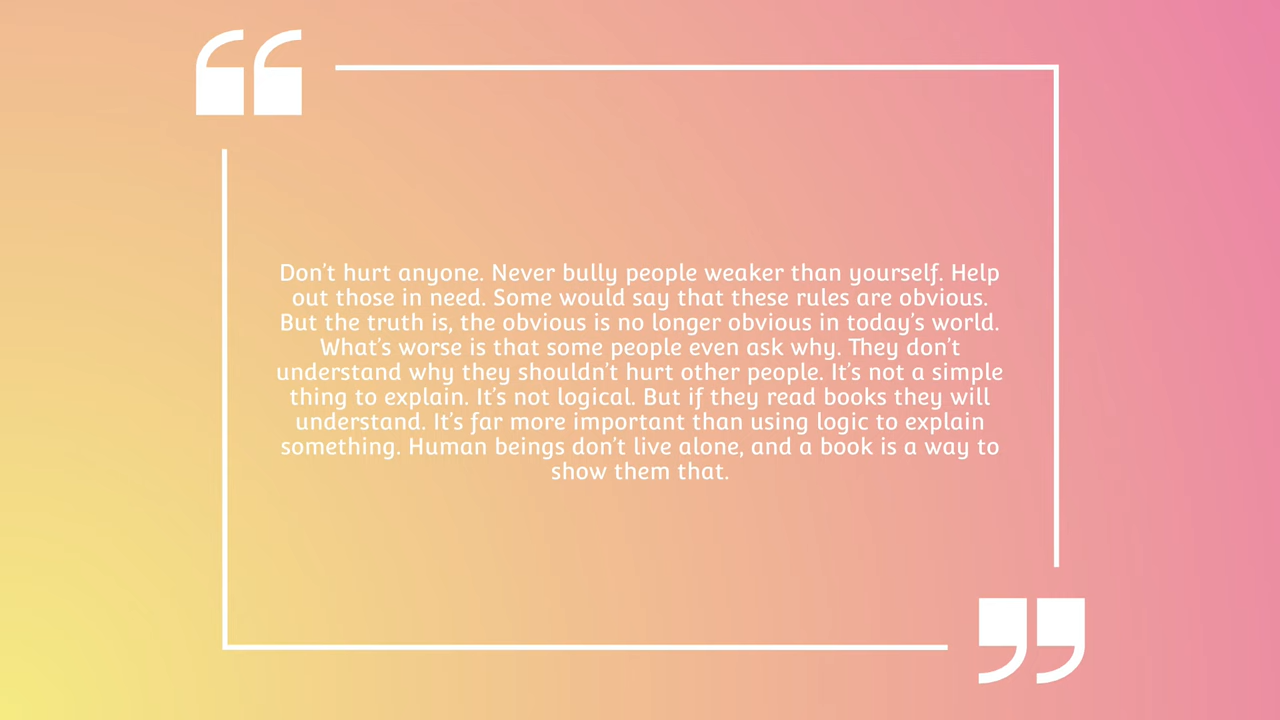 Don't hurt anyone. Never bully people weaker than yourself. Help
out those in need. Some would say that these rules are obvious.
But the truth is, the obvious is no longer obvious in today's world.
What's worse is that some people even ask why. They don't
understand why they shouldn't hurt other people. It's not a simple
thing to explain. It's not logical. But if they read books they will
understand. It's far more important than using logic to explain
something. Human beings don't live alone, and a book is a way to
show them that.